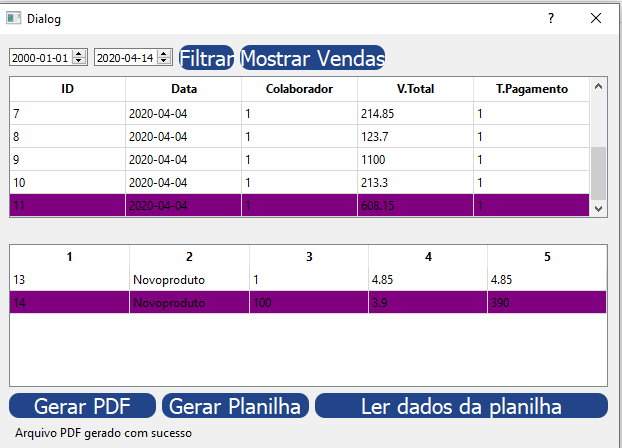 Dialog
2000-01-01 2020-04-14 Filtrar Mostrar Vendas
ID Data Colaborador V.Total T.Pagamento
7 2020-04-04 1 214.85 1
8 2020-04-04 1 123.7 1
9 2020-04-04 1 1100 1
10 2020-04-04 1 213.3 1
11 2020-04-04 1 608.15 1
1 2 3 4 5
13 Novoproduto 1 4.85 4.85
14 Novoproduto 100 3.9 390
Gerar PDF Gerar Planilha Ler dados da planilha
Arquivo PDF gerado com sucesso